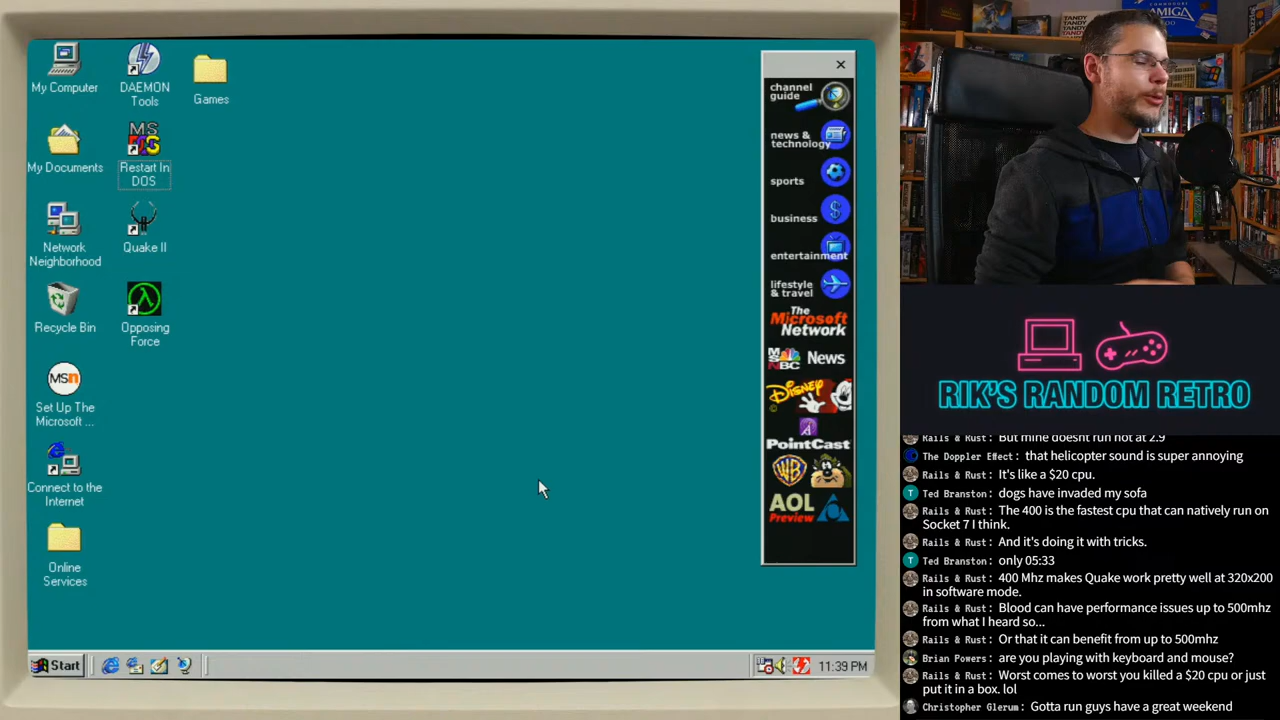 My Computer
DAEMON
Tools
Games
My Documents
MS
Restart In
DOS
Network
Neighborhood
Quake II
Recycle Bin
Opposing
Force
msn
Set Up The
Microsoft ...
Connect to the
Internet
Online
Services
Start
11:39 PM
channel
guide
news &
technology
sports
business
entertainment
lifestyle
& travel
The
Microsoft
Network
MS
NBC News
Disney
PointCast
WB
AOL
Preview
TANDY
TANDY
AMIGA
RIK'S RANDOM RETRO
Rails & Rust: But mine doesnt run hot at 2.9
The Doppler Effect: that helicopter sound is super annoying
Rails & Rust: It's like a $20 cpu.
T Ted Branston: dogs have invaded my sofa
Rails & Rust: The 400 is the fastest cpu that can natively run on
Socket 7 I think.
Rails & Rust: And it's doing it with tricks.
T Ted Branston: only 05:33
Rails & Rust: 400 Mhz makes Quake work pretty well at 320x200
in software mode.
Rails & Rust: Blood can have performance issues up to 500mhz
from what I heard so...
Rails & Rust: Or that it can benefit from up to 500mhz
Brian Powers: are you playing with keyboard and mouse?
Rails & Rust: Worst comes to worst you killed a $20 cpu or just
put it in a box. lol
Christopher Glerum: Gotta run guys have a great weekend